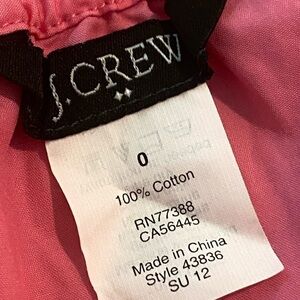 J.CREW
0
100% Cotton
RN77388
CA56445
Made in China
Style 43836
SU 12